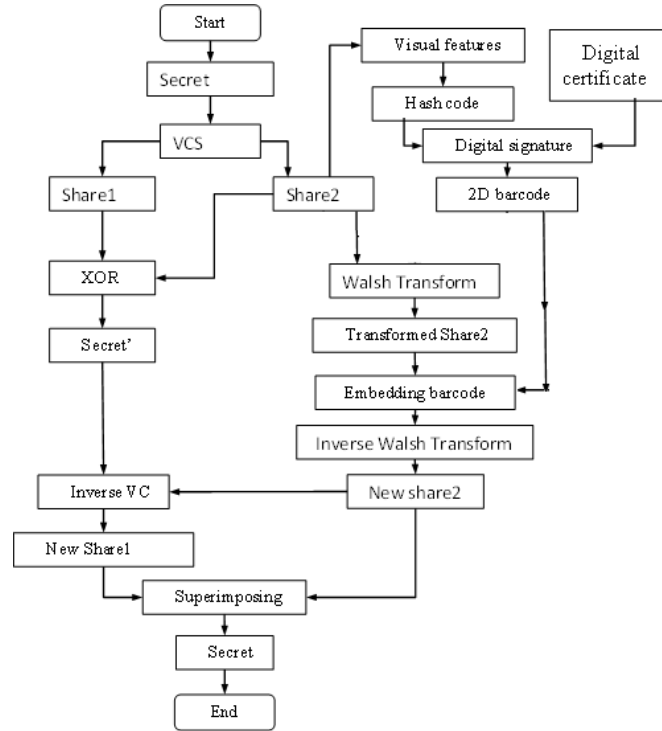 Start
Visual features
Digital
certificate
Secret
Hash code
VCS
Digital signature
Share1
Share2
2D barcode
XOR
Walsh Transform
Secret’
Transformed Share2
Embedding barcode
Inverse Walsh Transform
Inverse VC
New share2
New Share1
Superimposing
Secret
End